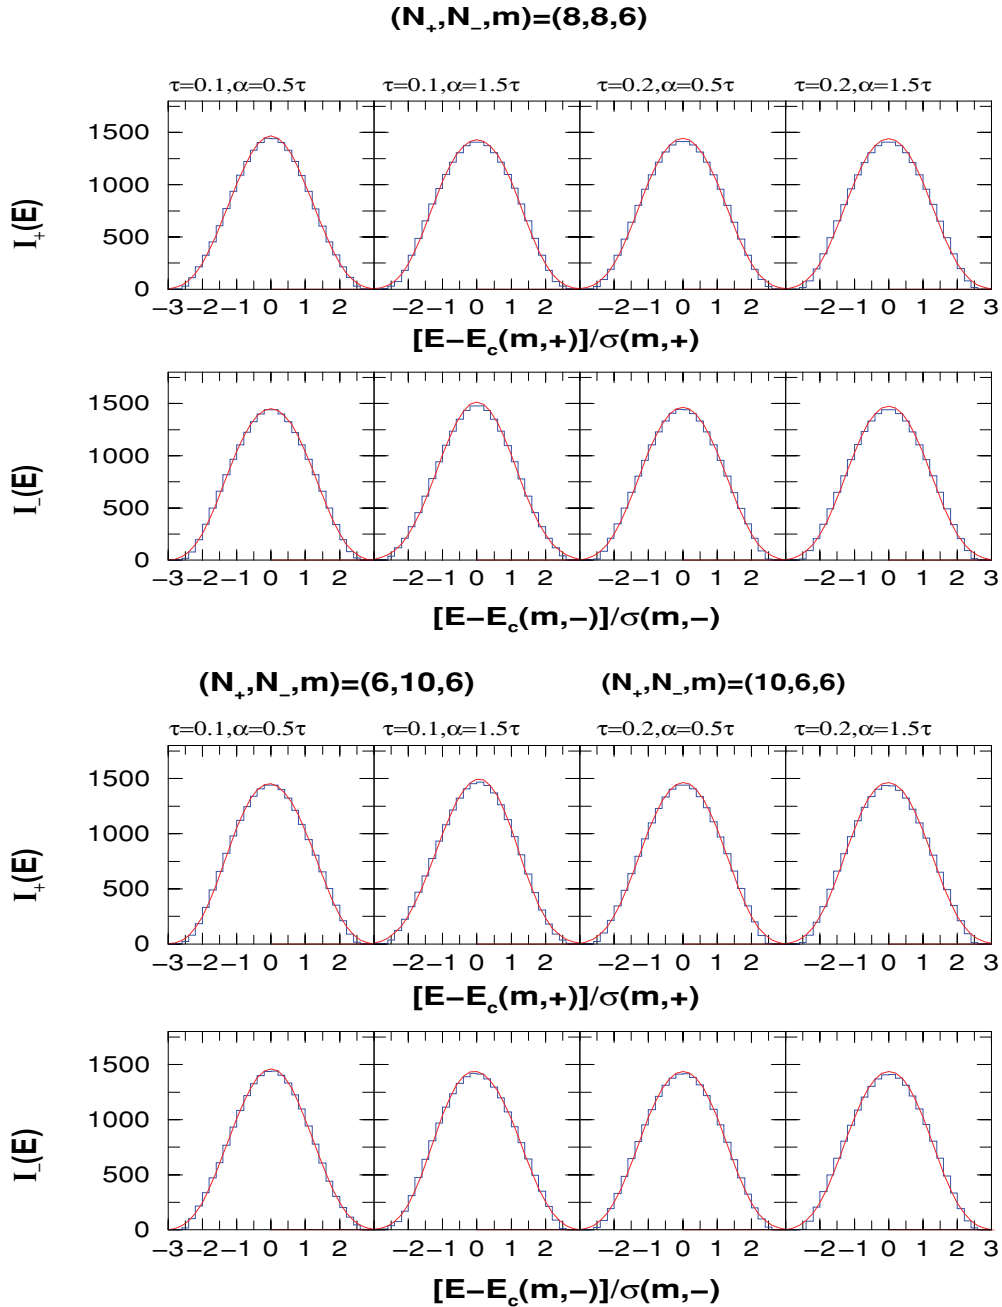 (N₊,N₋,m)=(8,8,6)
τ=0.1,α=0.5τ τ=0.1,α=1.5τ τ=0.2,α=0.5τ τ=0.2,α=1.5τ
1500
1000
500
0
I₊(E)
−3 −2 −1 0 1 2 −2 −1 0 1 2 −2 −1 0 1 2 −2 −1 0 1 2 3
[E−E_c(m,+)]/σ(m,+)
1500
1000
500
0
I₋(E)
−3 −2 −1 0 1 2 −2 −1 0 1 2 −2 −1 0 1 2 −2 −1 0 1 2 3
[E−E_c(m,−)]/σ(m,−)
(N₊,N₋,m)=(6,10,6) (N₊,N₋,m)=(10,6,6)
τ=0.1,α=0.5τ τ=0.1,α=1.5τ τ=0.2,α=0.5τ τ=0.2,α=1.5τ
1500
1000
500
0
I₊(E)
−3 −2 −1 0 1 2 −2 −1 0 1 2 −2 −1 0 1 2 −2 −1 0 1 2 3
[E−E_c(m,+)]/σ(m,+)
1500
1000
500
0
I₋(E)
−3 −2 −1 0 1 2 −2 −1 0 1 2 −2 −1 0 1 2 −2 −1 0 1 2 3
[E−E_c(m,−)]/σ(m,−)